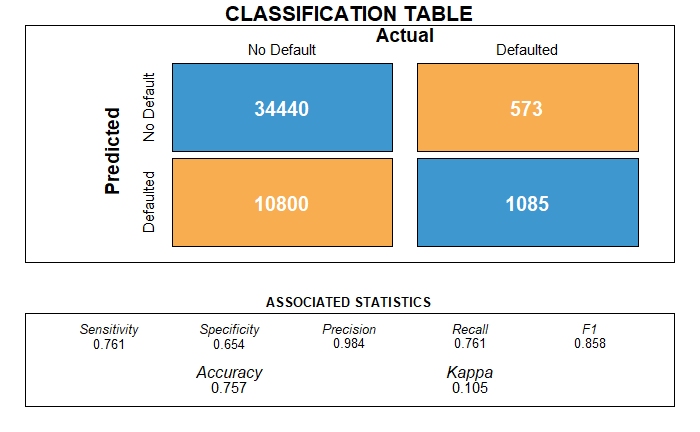 CLASSIFICATION TABLE
Actual
No Default Defaulted
Predicted
No Default
34440 573
Defaulted
10800 1085
ASSOCIATED STATISTICS
Sensitivity Specificity Precision Recall F1
0.761 0.654 0.984 0.761 0.858
Accuracy Kappa
0.757 0.105